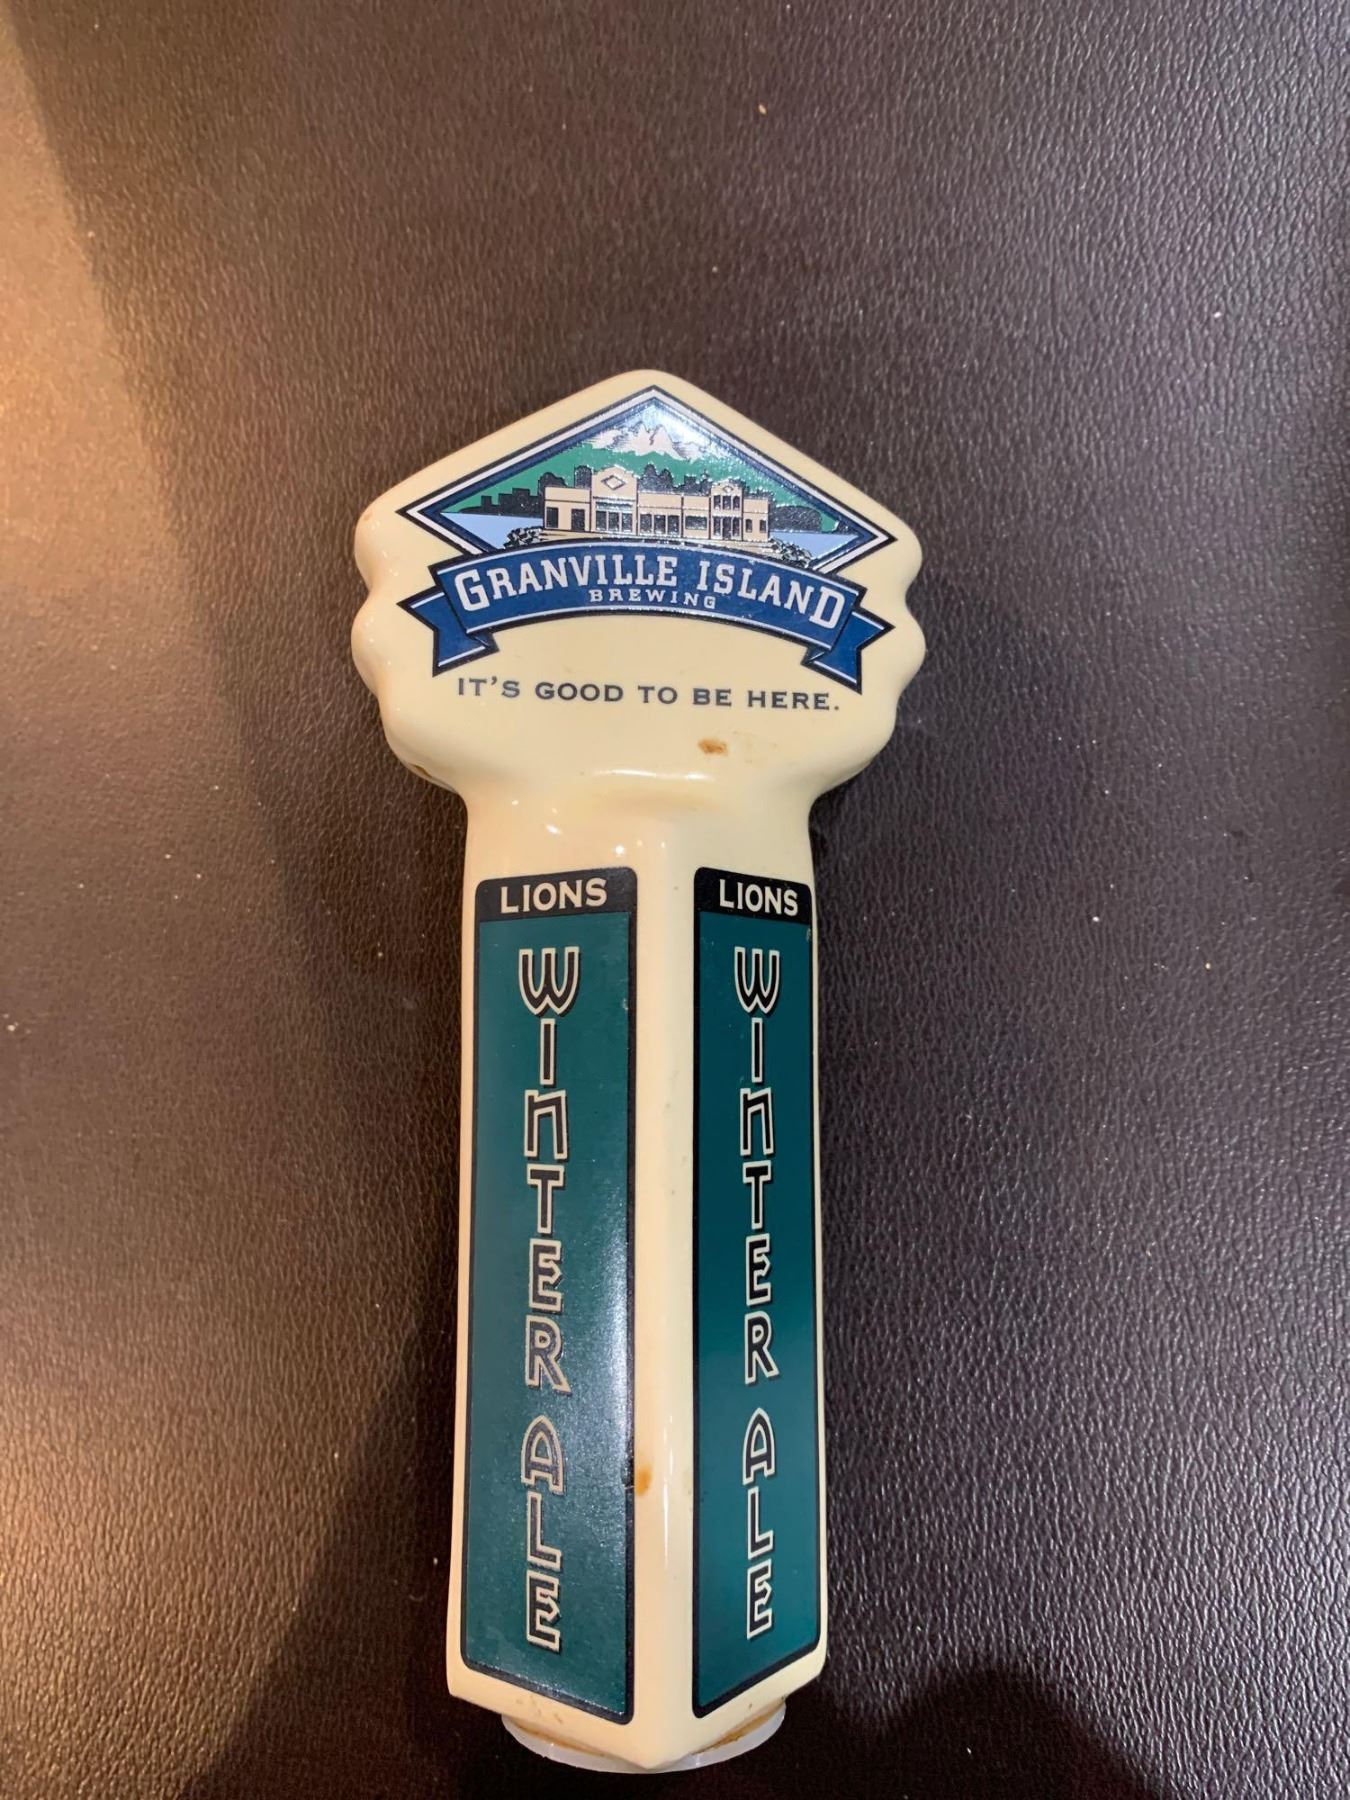 GRANVILLE ISLAND
BREWING
IT'S GOOD TO BE HERE.
LIONS
WINTER ALE
LIONS
WINTER ALE